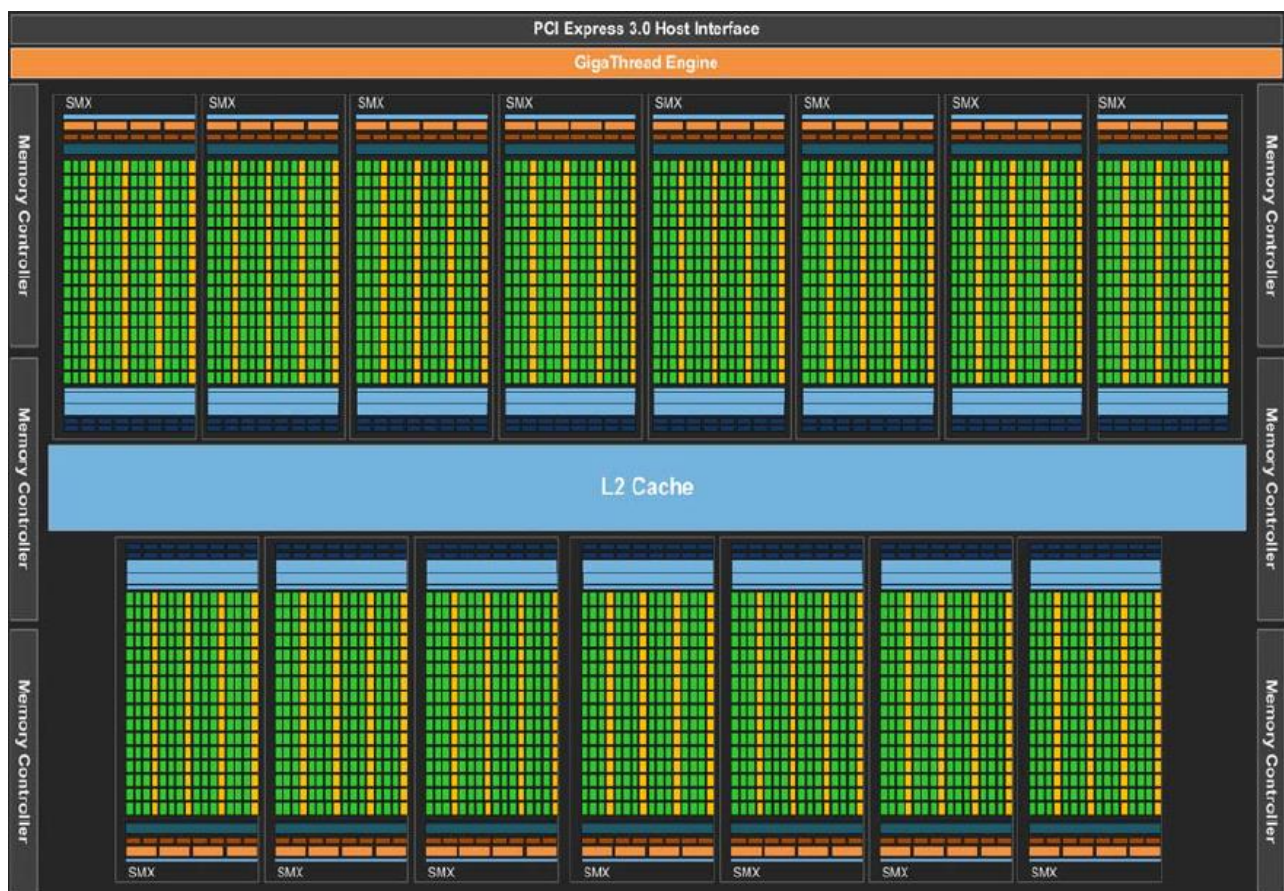 PCI Express 3.0 Host Interface
GigaThread Engine
SMX
SMX
SMX
SMX
SMX
SMX
SMX
SMX
Memory Controller
Memory Controller
Memory Controller
Memory Controller
L2 Cache
Memory Controller
Memory Controller
SMX
SMX
SMX
SMX
SMX
SMX
SMX